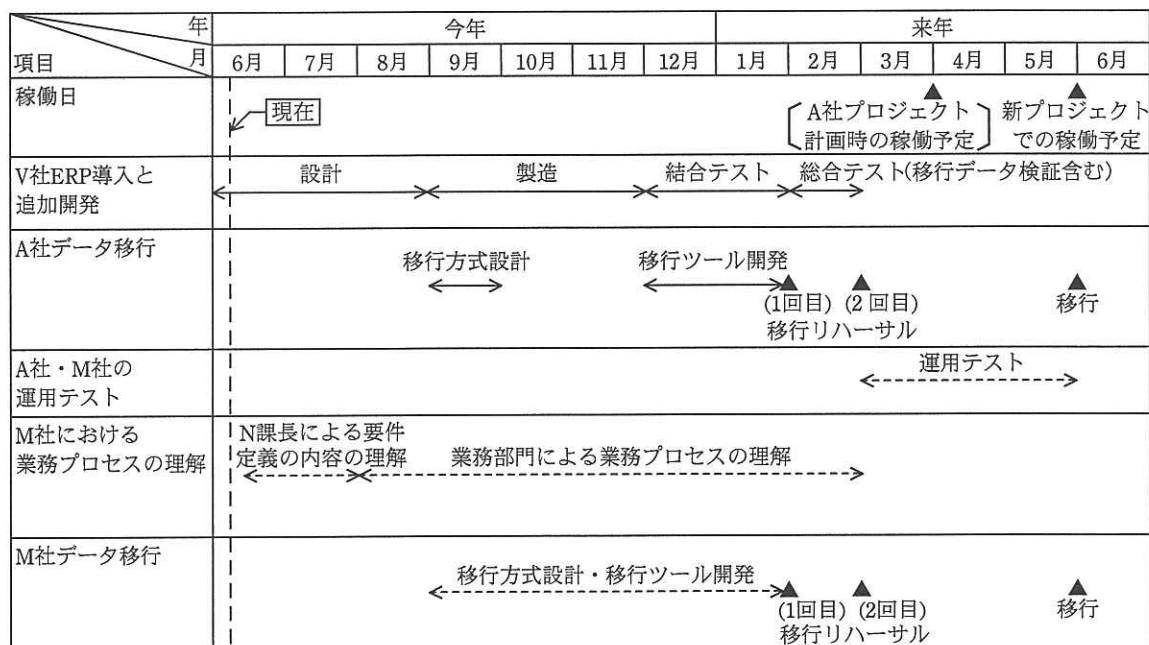 年
今年
来年
項目
月
6月
7月
8月
9月
10月
11月
12月
1月
2月
3月
4月
5月
6月
稼働日
現在
A社プロジェクト
計画時の稼働予定
新プロジェクト
での稼働予定
V社ERP導入と
追加開発
設計
製造
結合テスト
総合テスト(移行データ検証含む)
A社データ移行
移行方式設計
移行ツール開発
(1回目)
(2回目)
移行リハーサル
移行
A社・M社の
運用テスト
運用テスト
M社における
業務プロセスの理解
N課長による要件
定義の内容の理解
業務部門による業務プロセスの理解
M社データ移行
移行方式設計・移行ツール開発
(1回目)
(2回目)
移行リハーサル
移行